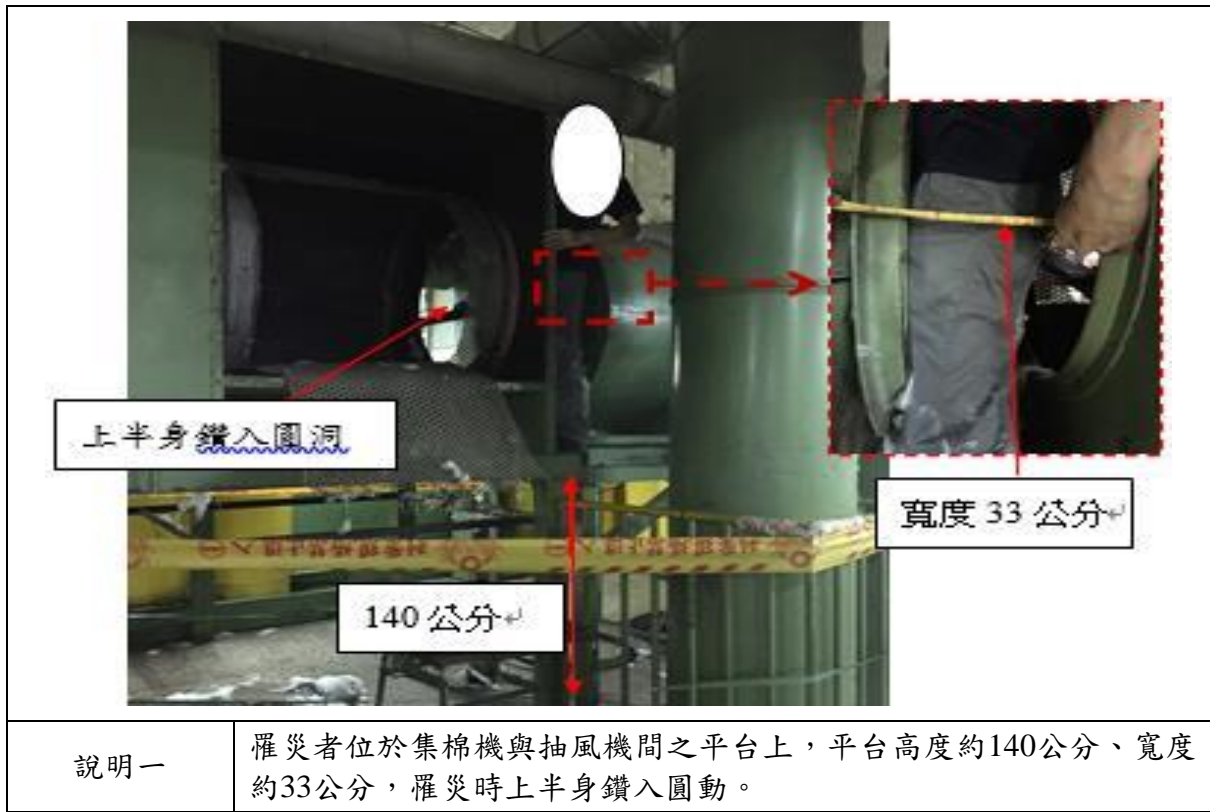 上半身鑽入圓洞
寬度 33 公分
140 公分
說明一
罹災者位於集棉機與抽風機間之平台上，平台高度約140公分、寬度
約33公分，罹災時上半身鑽入圓動。